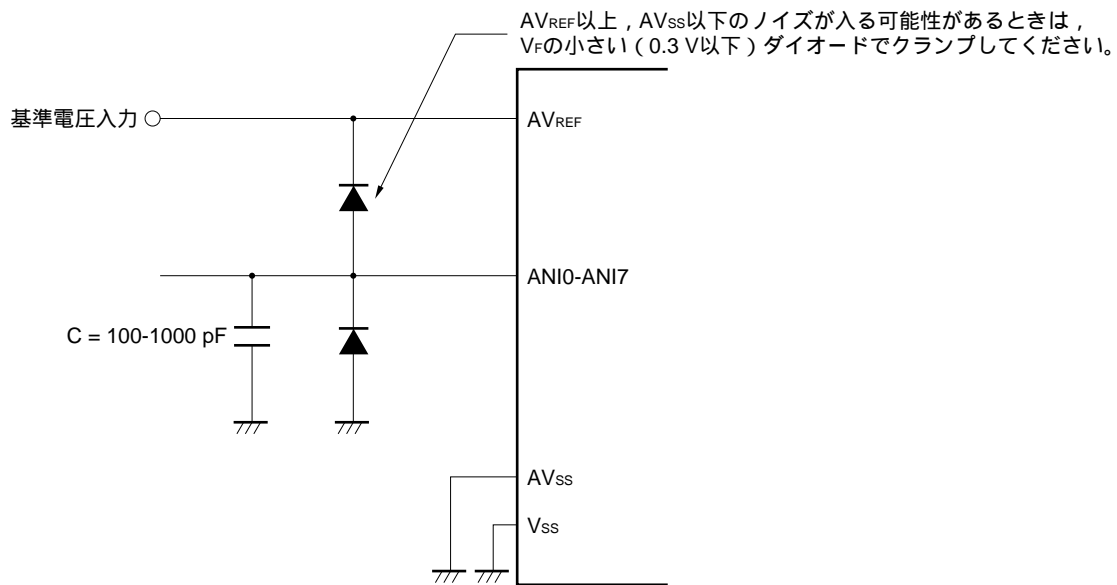 AVREF以上，AVSS以下のノイズが入る可能性があるときは，
VFの小さい（0.3 V以下）ダイオードでクランプしてください。
基準電圧入力
AVREF
ANI0-ANI7
C = 100-1000 pF
AVSS
VSS